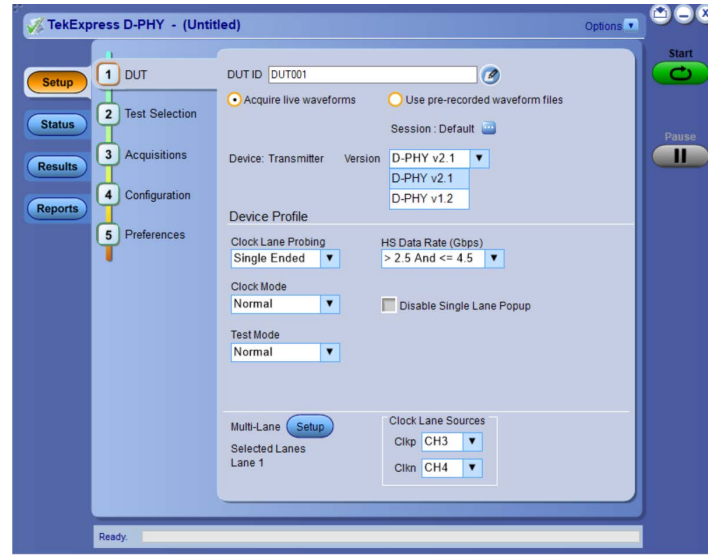 TekExpress D-PHY - (Untitled)
Options
Start
Pause
Setup
Status
Results
Reports
1 DUT
2 Test Selection
3 Acquisitions
4 Configuration
5 Preferences
DUT ID DUT001
Acquire live waveforms Use pre-recorded waveform files
Session : Default
Device: Transmitter Version D-PHY v2.1
D-PHY v2.1
D-PHY v1.2
Device Profile
Clock Lane Probing HS Data Rate (Gbps)
Single Ended > 2.5 And <= 4.5
Clock Mode
Normal Disable Single Lane Popup
Test Mode
Normal
Multi-Lane Setup
Selected Lanes
Lane 1
Clock Lane Sources
Clkp CH3
Clkn CH4
Ready.